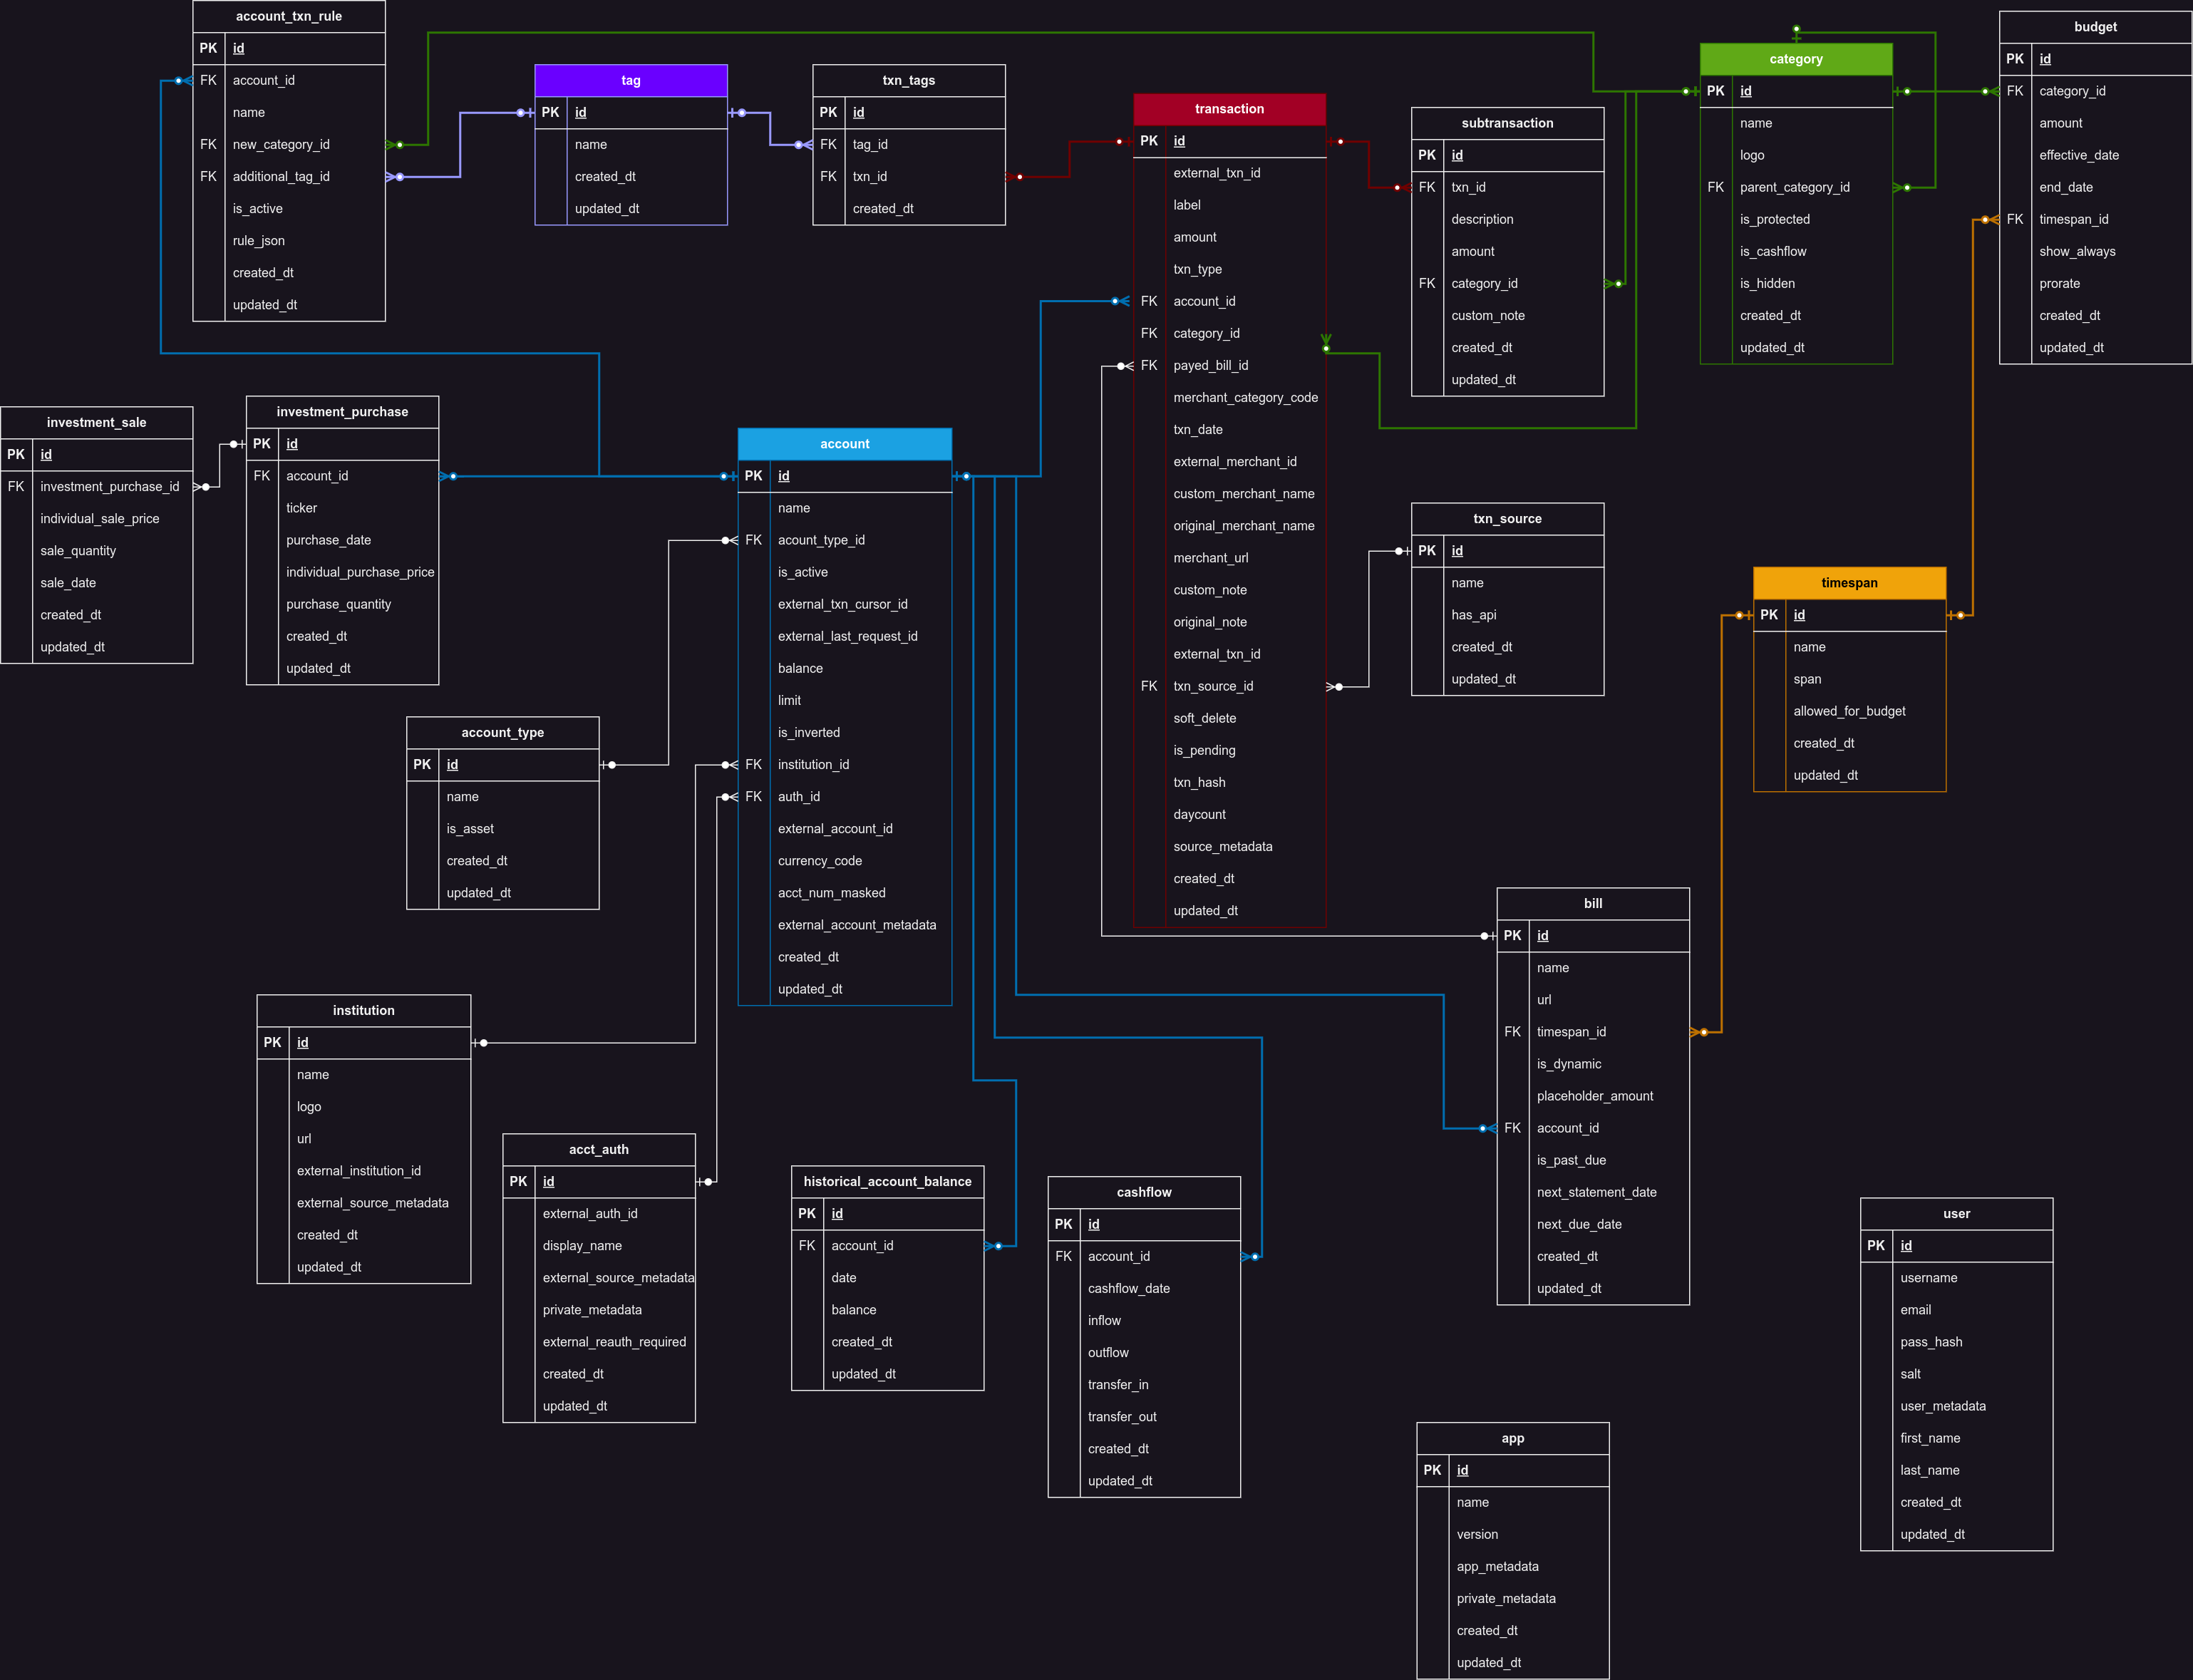 account_txn_rule
PK id
FK account_id
name
FK new_category_id
FK additional_tag_id
is_active
rule_json
created_dt
updated_dt
tag
PK id
name
created_dt
updated_dt
txn_tags
PK id
FK tag_id
FK txn_id
created_dt
transaction
PK id
external_txn_id
label
amount
txn_type
FK account_id
FK category_id
FK payed_bill_id
merchant_category_code
txn_date
external_merchant_id
custom_merchant_name
original_merchant_name
merchant_url
custom_note
original_note
external_txn_id
FK txn_source_id
soft_delete
is_pending
txn_hash
daycount
source_metadata
created_dt
updated_dt
subtransaction
PK id
FK txn_id
description
amount
FK category_id
custom_note
created_dt
updated_dt
category
PK id
name
logo
FK parent_category_id
is_protected
is_cashflow
is_hidden
created_dt
updated_dt
budget
PK id
FK category_id
amount
effective_date
end_date
FK timespan_id
show_always
prorate
created_dt
updated_dt
investment_sale
PK id
FK investment_purchase_id
individual_sale_price
sale_quantity
sale_date
created_dt
updated_dt
investment_purchase
PK id
FK account_id
ticker
purchase_date
individual_purchase_price
purchase_quantity
created_dt
updated_dt
account
PK id
name
FK acount_type_id
is_active
external_txn_cursor_id
external_last_request_id
balance
limit
is_inverted
FK institution_id
FK auth_id
external_account_id
currency_code
acct_num_masked
external_account_metadata
created_dt
updated_dt
txn_source
PK id
name
has_api
created_dt
updated_dt
timespan
PK id
name
span
allowed_for_budget
created_dt
updated_dt
account_type
PK id
name
is_asset
created_dt
updated_dt
bill
PK id
name
url
FK timespan_id
is_dynamic
placeholder_amount
FK account_id
is_past_due
next_statement_date
next_due_date
created_dt
updated_dt
institution
PK id
name
logo
url
external_institution_id
external_source_metadata
created_dt
updated_dt
acct_auth
PK id
external_auth_id
display_name
external_source_metadata
private_metadata
external_reauth_required
created_dt
updated_dt
historical_account_balance
PK id
FK account_id
date
balance
created_dt
updated_dt
cashflow
PK id
FK account_id
cashflow_date
inflow
outflow
transfer_in
transfer_out
created_dt
updated_dt
user
PK id
username
email
pass_hash
salt
user_metadata
first_name
last_name
created_dt
updated_dt
app
PK id
name
version
app_metadata
private_metadata
created_dt
updated_dt